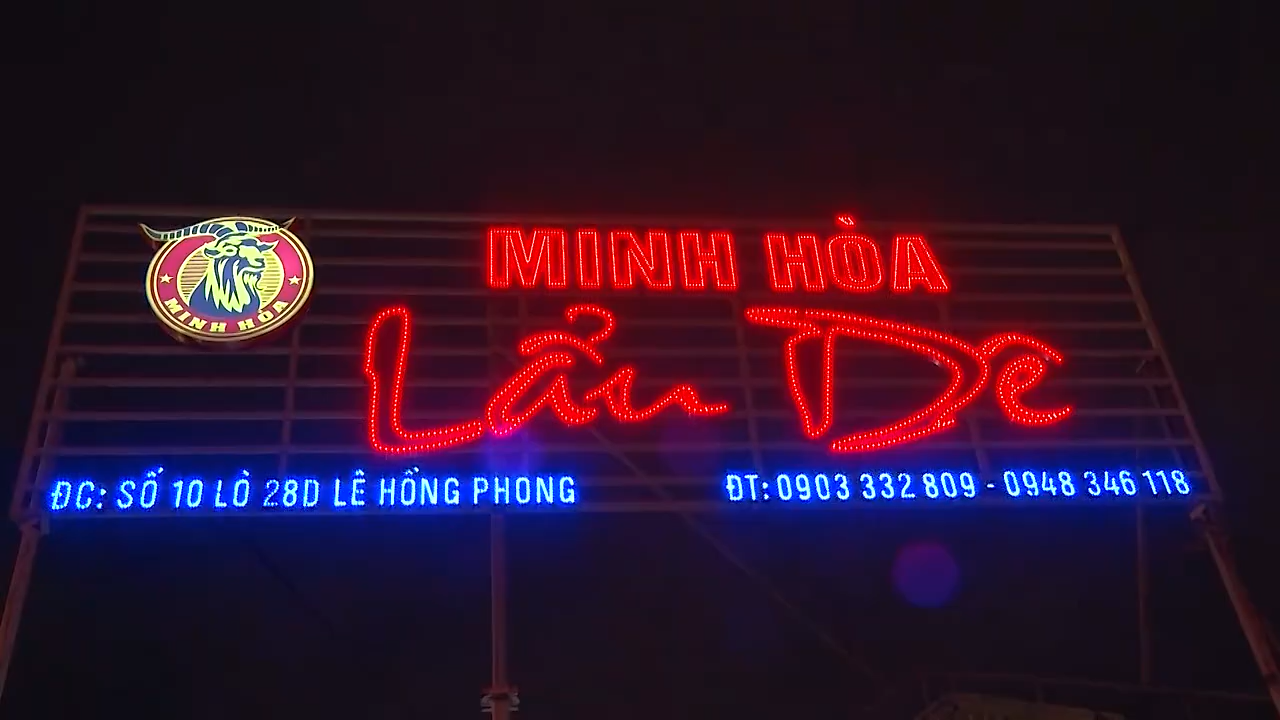 MINH HÒA
MINH HÒA
Lẩu Dê
ĐC: SỐ 10 LÒ 28D LÊ HỒNG PHONG
ĐT: 0903 332 809 - 0948 346 118